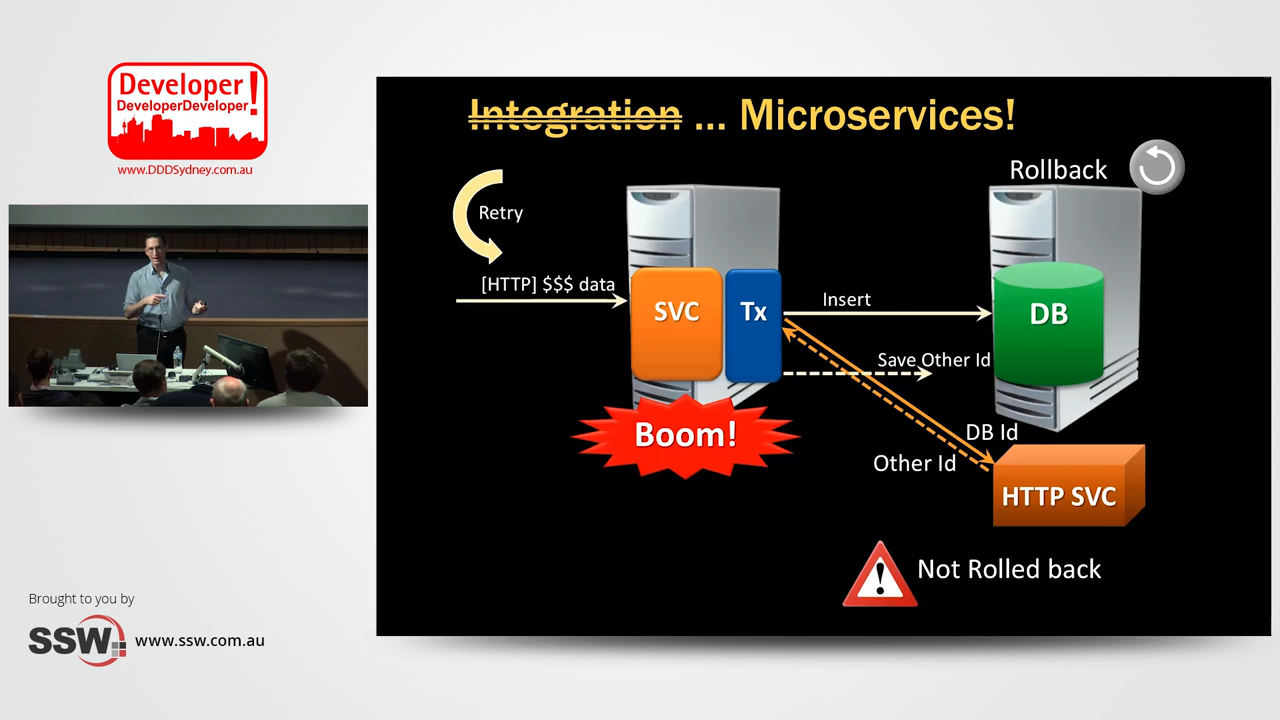 Developer!
DeveloperDeveloper
www.DDDSydney.com.au
Integration ... Microservices!
Rollback
Retry
[HTTP] $$$ data
SVC
Tx
Insert
DB
Save Other Id
Boom!
DB Id
Other Id
HTTP SVC
! Not Rolled back
Brought to you by
SSW www.ssw.com.au